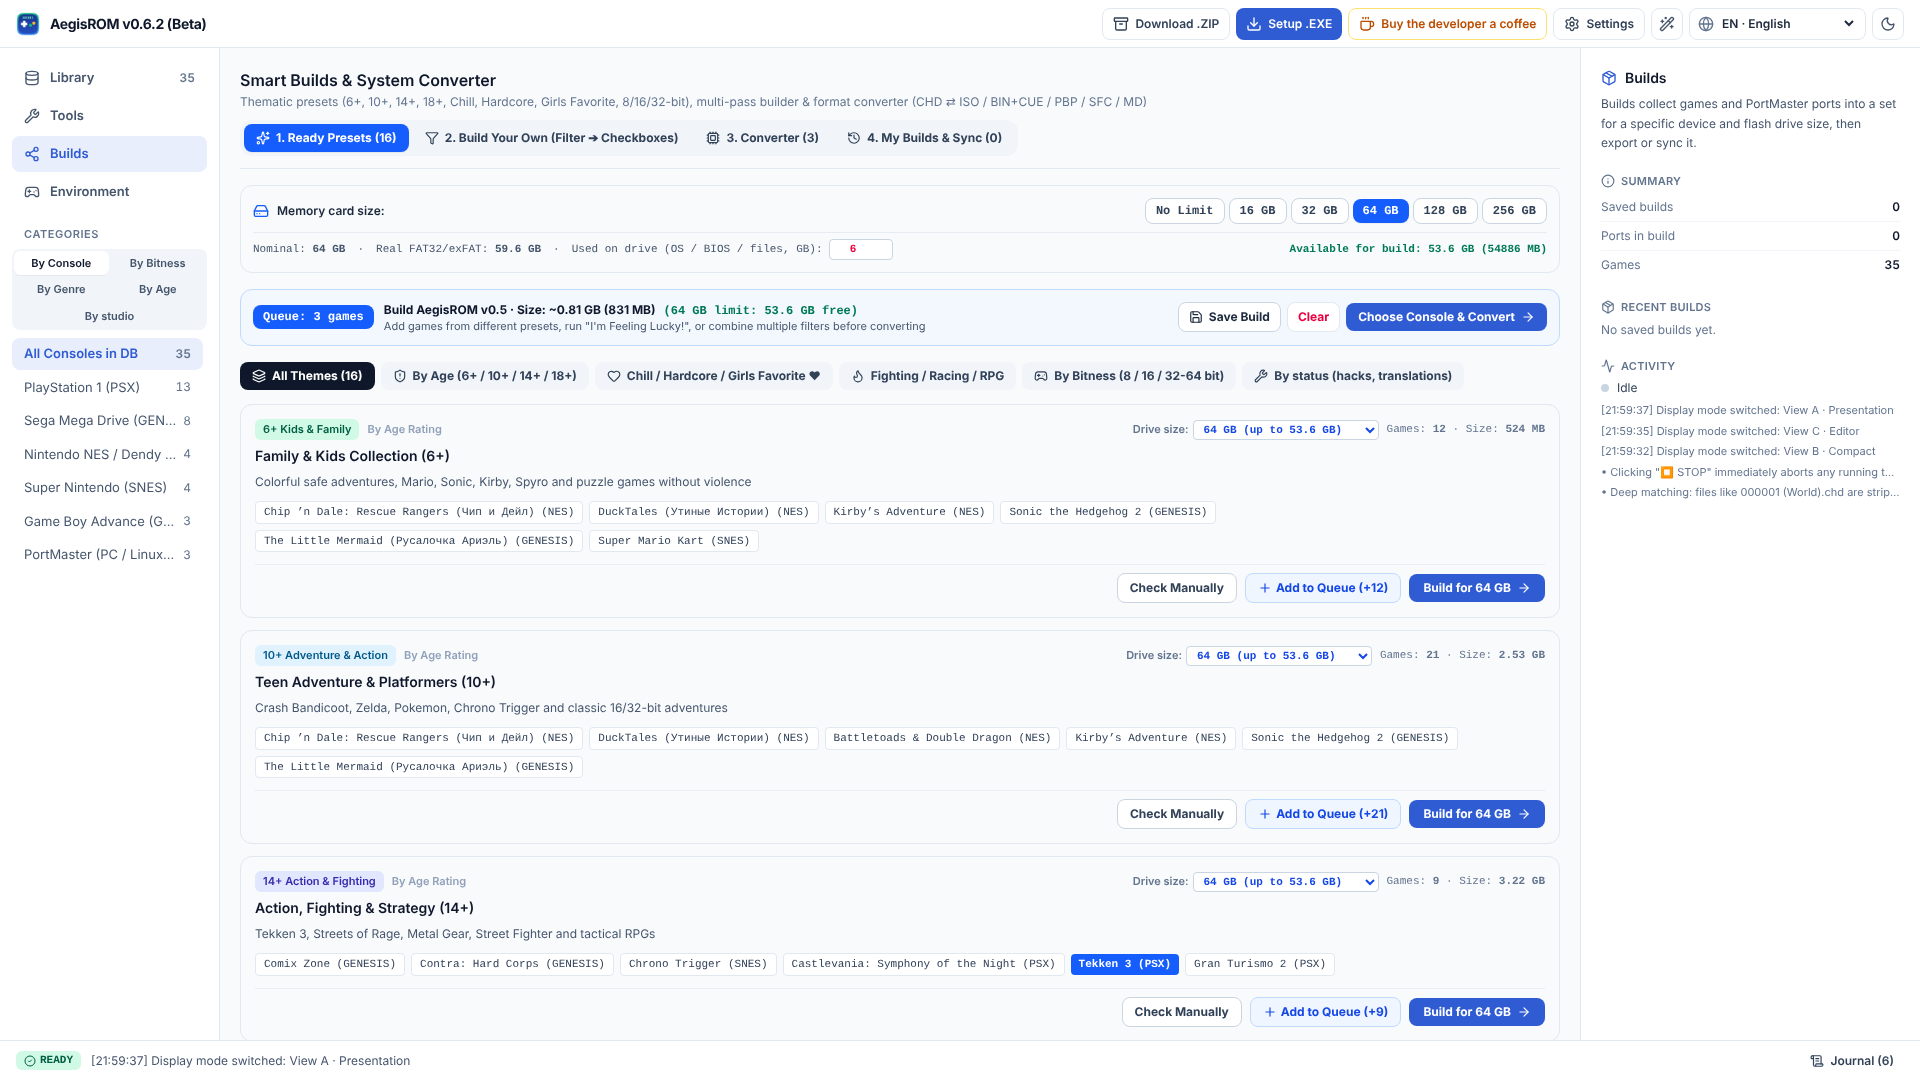 AegisROM v0.6.2 (Beta)
Download .ZIP
Setup .EXE
Buy the developer a coffee
Settings
EN · English
Library 35
Tools
Builds
Environment
CATEGORIES
By Console
By Bitness
By Genre
By Age
By studio
All Consoles in DB 35
PlayStation 1 (PSX) 13
Sega Mega Drive (GEN... 8
Nintendo NES / Dendy ... 4
Super Nintendo (SNES) 4
Game Boy Advance (G... 3
PortMaster (PC / Linux... 3
Smart Builds & System Converter
Thematic presets (6+, 10+, 14+, 18+, Chill, Hardcore, Girls Favorite, 8/16/32-bit), multi-pass builder & format converter (CHD ⇄ ISO / BIN+CUE / PBP / SFC / MD)
1. Ready Presets (16)
2. Build Your Own (Filter ➔ Checkboxes)
3. Converter (3)
4. My Builds & Sync (0)
Memory card size:
No Limit
16 GB
32 GB
64 GB
128 GB
256 GB
Nominal: 64 GB · Real FAT32/exFAT: 59.6 GB · Used on drive (OS / BIOS / files, GB): 6
Available for build: 53.6 GB (54886 MB)
Queue: 3 games
Build AegisROM v0.5 · Size: ~0.81 GB (831 MB) (64 GB limit: 53.6 GB free)
Add games from different presets, run "I'm Feeling Lucky!", or combine multiple filters before converting
Save Build
Clear
Choose Console & Convert
All Themes (16)
By Age (6+ / 10+ / 14+ / 18+)
Chill / Hardcore / Girls Favorite ♥
Fighting / Racing / RPG
By Bitness (8 / 16 / 32-64 bit)
By status (hacks, translations)
6+ Kids & Family
By Age Rating
Drive size: 64 GB (up to 53.6 GB) Games: 12 · Size: 524 MB
Family & Kids Collection (6+)
Colorful safe adventures, Mario, Sonic, Kirby, Spyro and puzzle games without violence
Chip ’n Dale: Rescue Rangers (Чип и Дейл) (NES)
DuckTales (Утиные Истории) (NES)
Kirby’s Adventure (NES)
Sonic the Hedgehog 2 (GENESIS)
The Little Mermaid (Русалочка Ариэль) (GENESIS)
Super Mario Kart (SNES)
Check Manually
Add to Queue (+12)
Build for 64 GB
10+ Adventure & Action
By Age Rating
Drive size: 64 GB (up to 53.6 GB) Games: 21 · Size: 2.53 GB
Teen Adventure & Platformers (10+)
Crash Bandicoot, Zelda, Pokemon, Chrono Trigger and classic 16/32-bit adventures
Chip ’n Dale: Rescue Rangers (Чип и Дейл) (NES)
DuckTales (Утиные Истории) (NES)
Battletoads & Double Dragon (NES)
Kirby’s Adventure (NES)
Sonic the Hedgehog 2 (GENESIS)
The Little Mermaid (Русалочка Ариэль) (GENESIS)
Check Manually
Add to Queue (+21)
Build for 64 GB
14+ Action & Fighting
By Age Rating
Drive size: 64 GB (up to 53.6 GB) Games: 9 · Size: 3.22 GB
Action, Fighting & Strategy (14+)
Tekken 3, Streets of Rage, Metal Gear, Street Fighter and tactical RPGs
Comix Zone (GENESIS)
Contra: Hard Corps (GENESIS)
Chrono Trigger (SNES)
Castlevania: Symphony of the Night (PSX)
Tekken 3 (PSX)
Gran Turismo 2 (PSX)
Check Manually
Add to Queue (+9)
Build for 64 GB
Builds
Builds collect games and PortMaster ports into a set
for a specific device and flash drive size, then
export or sync it.
SUMMARY
Saved builds 0
Ports in build 0
Games 35
RECENT BUILDS
No saved builds yet.
ACTIVITY
Idle
[21:59:37] Display mode switched: View A · Presentation
[21:59:35] Display mode switched: View C · Editor
[21:59:32] Display mode switched: View B · Compact
• Clicking "⏹ STOP" immediately aborts any running t...
• Deep matching: files like 000001 (World).chd are strip...
READY
[21:59:37] Display mode switched: View A · Presentation
Journal (6)